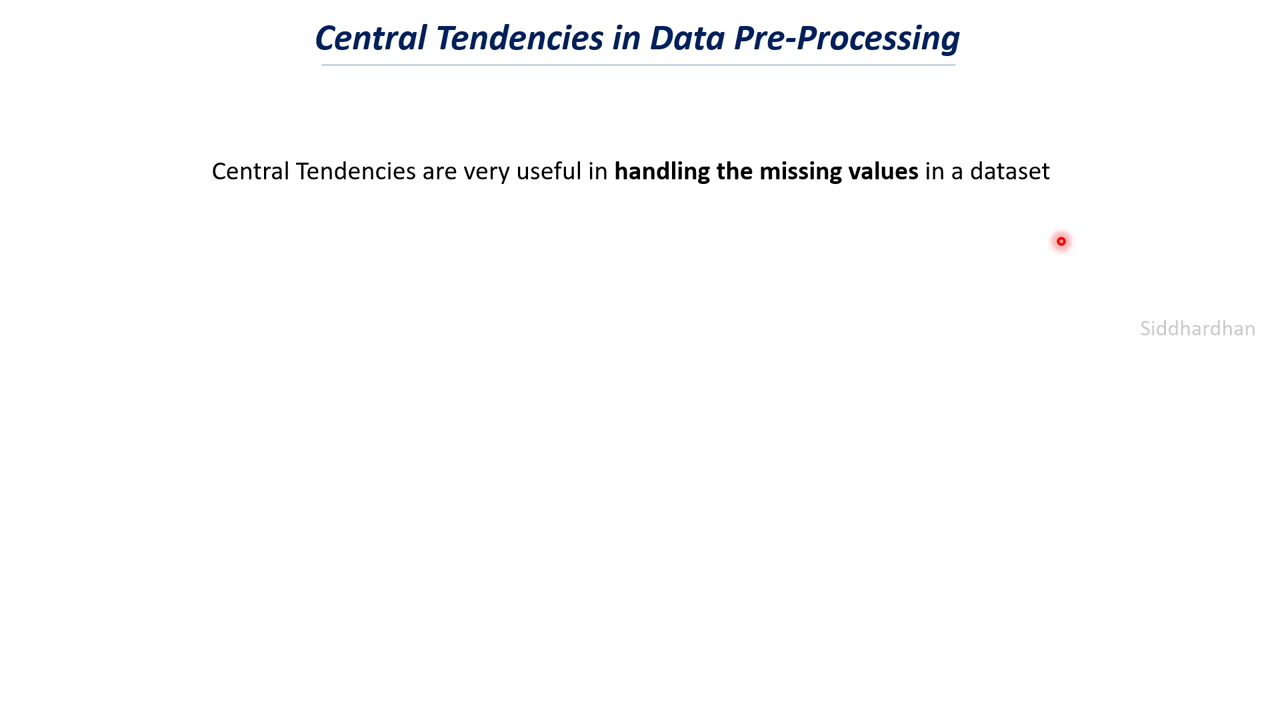 Central Tendencies in Data Pre-Processing
Central Tendencies are very useful in handling the missing values in a dataset
Siddhardhan